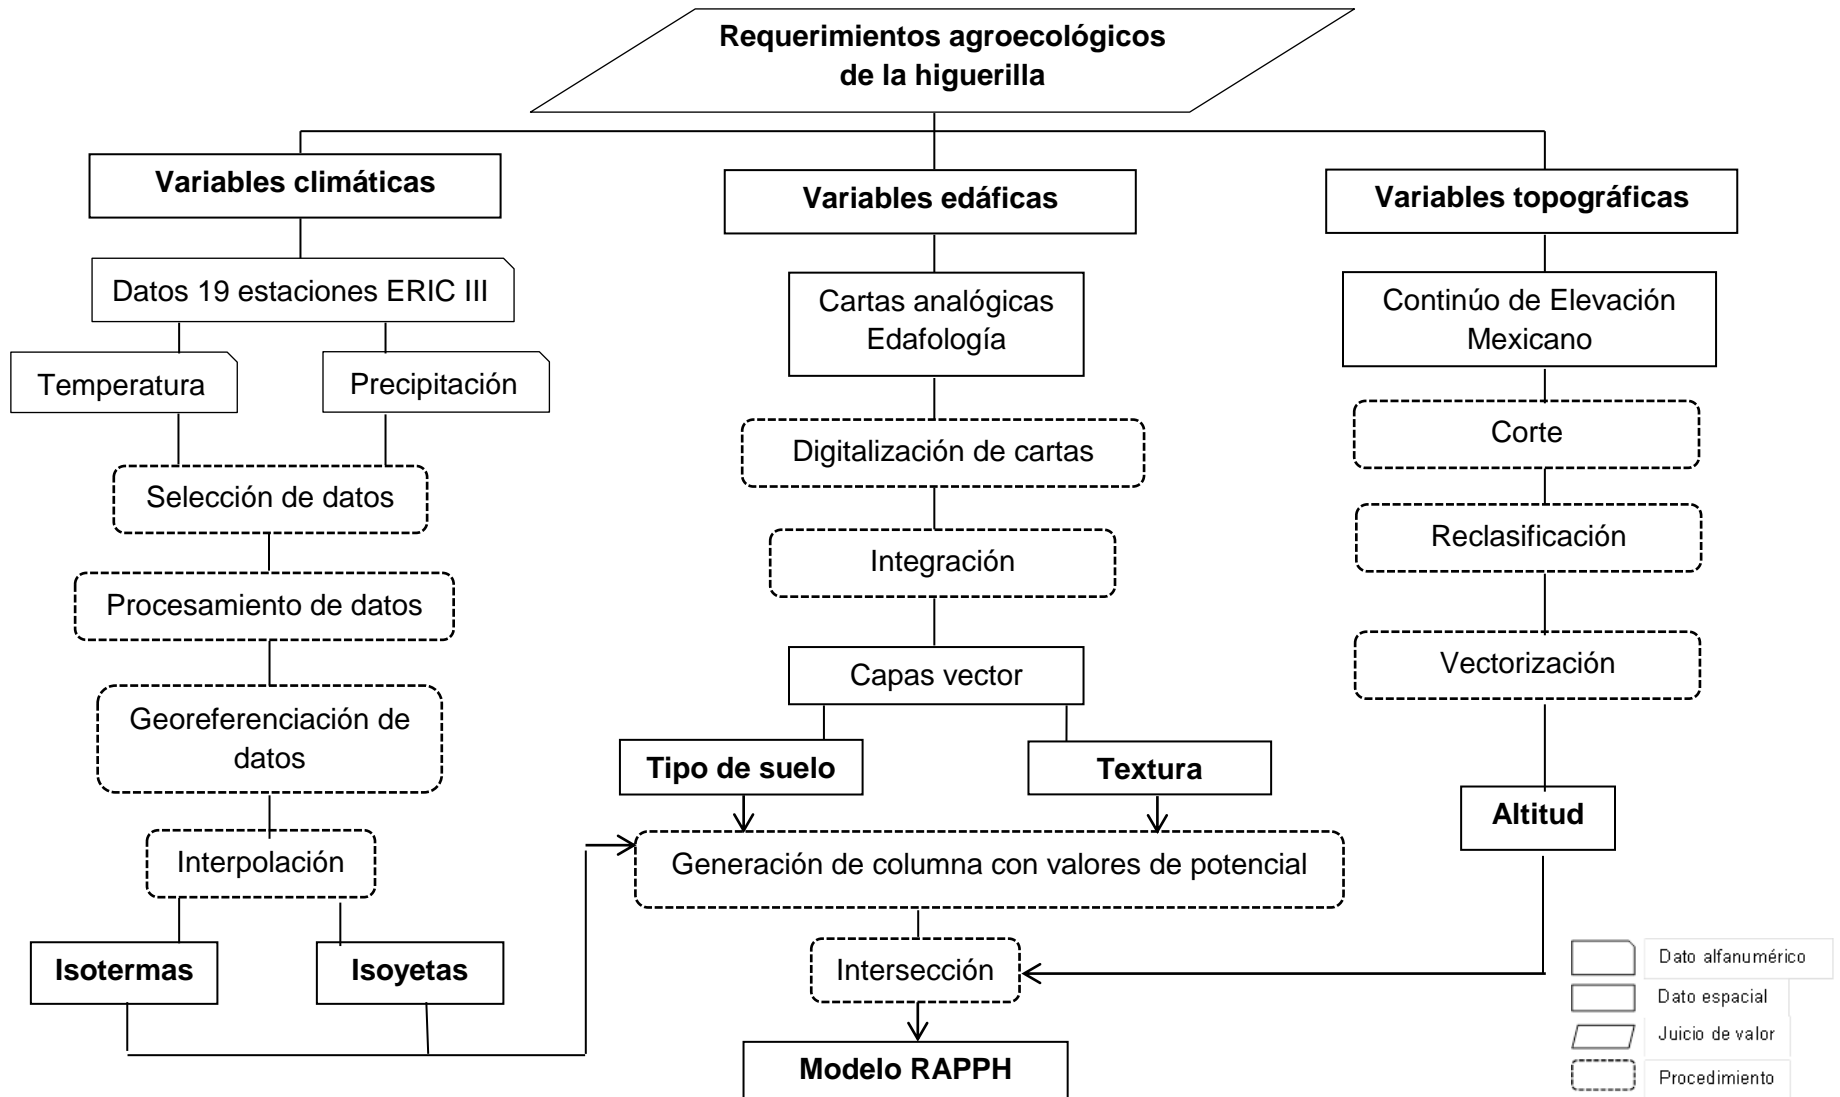 Requerimientos agroecológicos
de la higuerilla
Variables climáticas
Variables edáficas
Variables topográficas
Datos 19 estaciones ERIC III
Cartas analógicas
Edafología
Continúo de Elevación
Mexicano
Temperatura
Precipitación
Digitalización de cartas
Corte
Selección de datos
Integración
Reclasificación
Procesamiento de datos
Capas vector
Vectorización
Georeferenciación de
datos
Tipo de suelo
Textura
Altitud
Interpolación
Generación de columna con valores de potencial
Isotermas
Isoyetas
Intersección
Modelo RAPPH
Dato alfanumérico
Dato espacial
Juicio de valor
Procedimiento